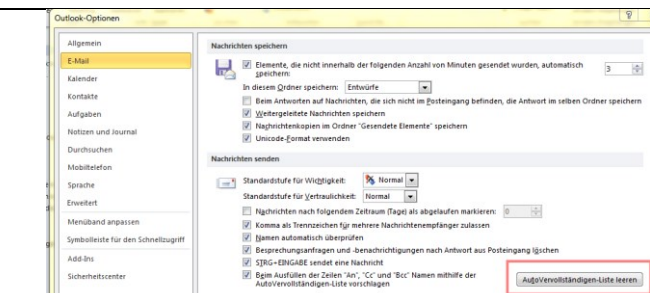 Outlook-Optionen
Allgemein
E-Mail
Kalender
Kontakte
Aufgaben
Notizen und Journal
Durchsuchen
Mobiltelefon
Sprache
Erweitert
Menüband anpassen
Symbolleiste für den Schnellzugriff
Add-Ins
Sicherheitscenter
Nachrichten speichern
Elemente, die nicht innerhalb der folgenden Anzahl von Minuten gesendet wurden, automatisch speichern: 3
In diesem Ordner speichern: Entwürfe
Beim Antworten auf Nachrichten, die sich nicht im Posteingang befinden, die Antwort im selben Ordner speichern
Weitergeleitete Nachrichten speichern
Nachrichtenkopien im Ordner "Gesendete Elemente" speichern
Unicode-Format verwenden
Nachrichten senden
Standardstufe für Wichtigkeit: Normal
Standardstufe für Vertraulichkeit: Normal
Nachrichten nach folgendem Zeitraum (Tage) als abgelaufen markieren: 0
Komma als Trennzeichen für mehrere Nachrichtenempfänger zulassen
Namen automatisch überprüfen
Besprechungsanfragen und -benachrichtigungen nach Antwort aus Posteingang löschen
STRG+EINGABE sendet eine Nachricht
Beim Ausfüllen der Zeilen "An", "Cc" und "Bcc" Namen mithilfe der
AutoVervollständigen-Liste vorschlagen
AutoVervollständigen-Liste leeren